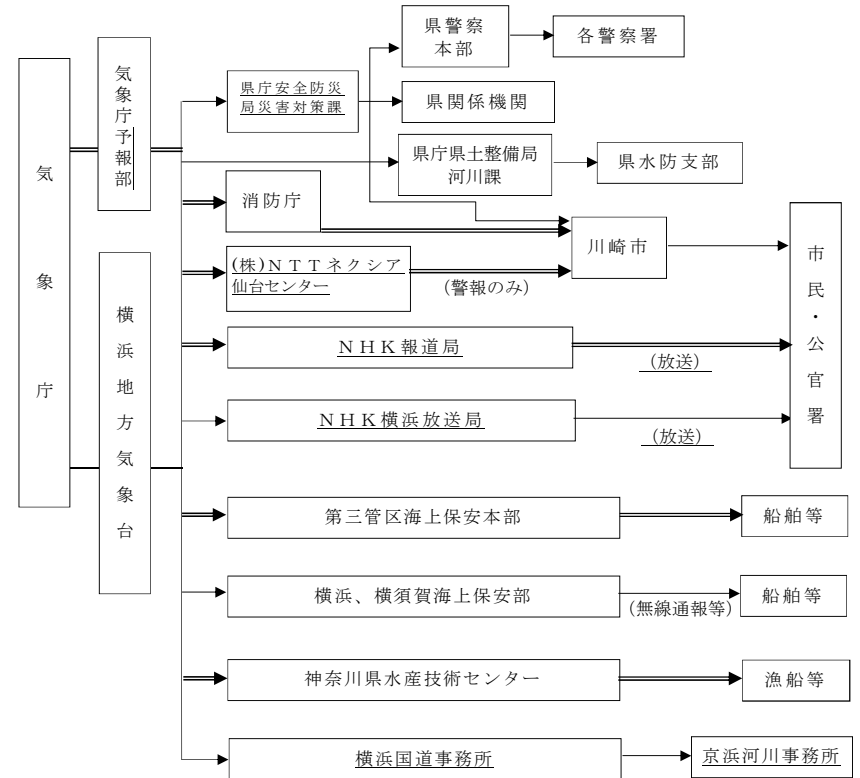 気象庁
気象庁予報部
横浜地方気象台
県警察
本部
各警察署
県庁安全防災
局災害対策課
県関係機関
県庁県土整備局
河川課
県水防支部
消防庁
川崎市
(株)ＮＴＴネクシア
仙台センター
(警報のみ)
ＮＨＫ報道局
(放送)
ＮＨＫ横浜放送局
(放送)
市民・公官署
第三管区海上保安本部
船舶等
横浜、横須賀海上保安部
(無線通報等)
船舶等
神奈川県水産技術センター
漁船等
横浜国道事務所
京浜河川事務所